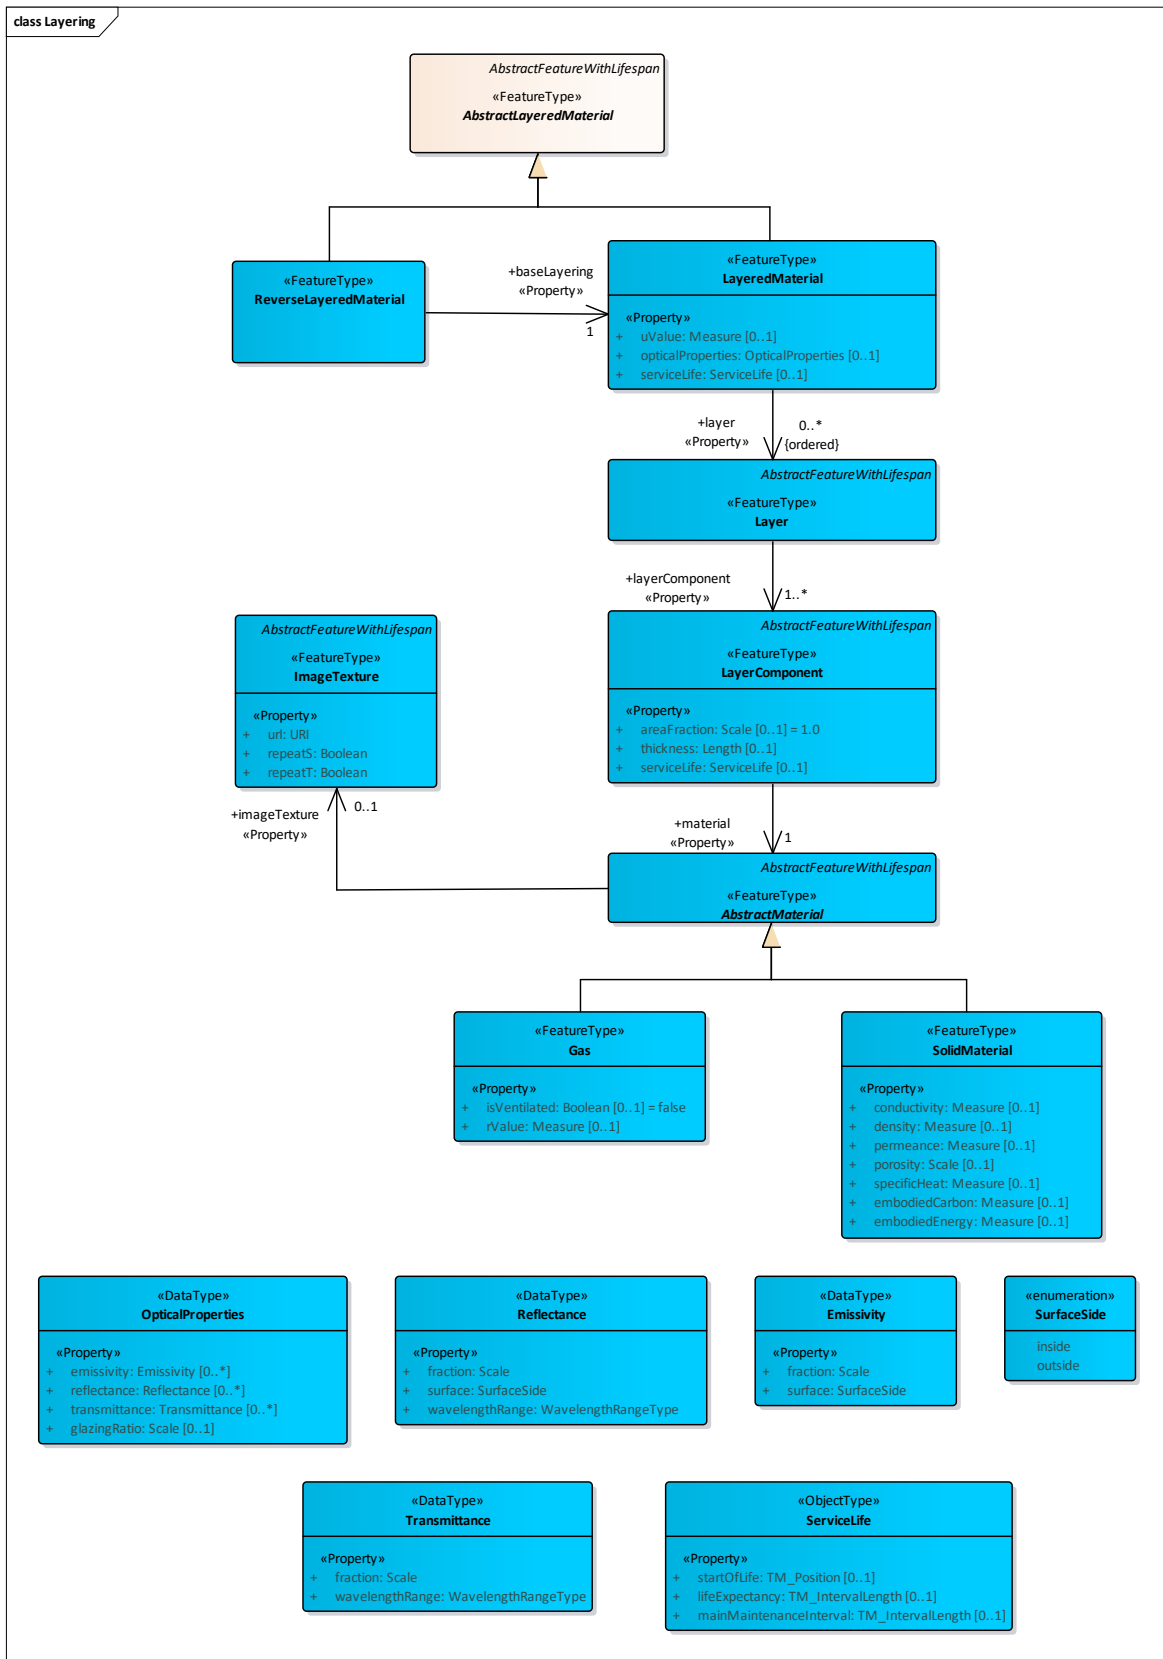 class Layering
AbstractFeatureWithLifespan
«FeatureType»
AbstractLayeredMaterial
«FeatureType»
ReverseLayeredMaterial
+baseLayering
«Property»
1
«FeatureType»
LayeredMaterial
«Property»
+ uValue: Measure [0..1]
+ opticalProperties: OpticalProperties [0..1]
+ serviceLife: ServiceLife [0..1]
+layer
«Property»
0..*
{ordered}
AbstractFeatureWithLifespan
«FeatureType»
Layer
+layerComponent
«Property»
1..*
AbstractFeatureWithLifespan
«FeatureType»
ImageTexture
«Property»
+ url: URI
+ repeatS: Boolean
+ repeatT: Boolean
AbstractFeatureWithLifespan
«FeatureType»
LayerComponent
«Property»
+ areaFraction: Scale [0..1] = 1.0
+ thickness: Length [0..1]
+ serviceLife: ServiceLife [0..1]
+imageTexture
«Property»
0..1
+material
«Property»
1
AbstractFeatureWithLifespan
«FeatureType»
AbstractMaterial
«FeatureType»
Gas
«Property»
+ isVentilated: Boolean [0..1] = false
+ rValue: Measure [0..1]
«FeatureType»
SolidMaterial
«Property»
+ conductivity: Measure [0..1]
+ density: Measure [0..1]
+ permeance: Measure [0..1]
+ porosity: Scale [0..1]
+ specificHeat: Measure [0..1]
+ embodiedCarbon: Measure [0..1]
+ embodiedEnergy: Measure [0..1]
«DataType»
OpticalProperties
«Property»
+ emissivity: Emissivity [0..*]
+ reflectance: Reflectance [0..*]
+ transmittance: Transmittance [0..*]
+ glazingRatio: Scale [0..1]
«DataType»
Reflectance
«Property»
+ fraction: Scale
+ surface: SurfaceSide
+ wavelengthRange: WavelengthRangeType
«DataType»
Emissivity
«Property»
+ fraction: Scale
+ surface: SurfaceSide
«enumeration»
SurfaceSide
inside
outside
«DataType»
Transmittance
«Property»
+ fraction: Scale
+ wavelengthRange: WavelengthRangeType
«ObjectType»
ServiceLife
«Property»
+ startOfLife: TM_Position [0..1]
+ lifeExpectancy: TM_IntervalLength [0..1]
+ mainMaintenanceInterval: TM_IntervalLength [0..1]